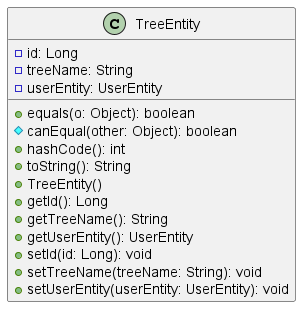 C TreeEntity
id: Long
treeName: String
userEntity: UserEntity
equals(o: Object): boolean
canEqual(other: Object): boolean
hashCode(): int
toString(): String
TreeEntity()
getId(): Long
getTreeName(): String
getUserEntity(): UserEntity
setId(id: Long): void
setTreeName(treeName: String): void
setUserEntity(userEntity: UserEntity): void